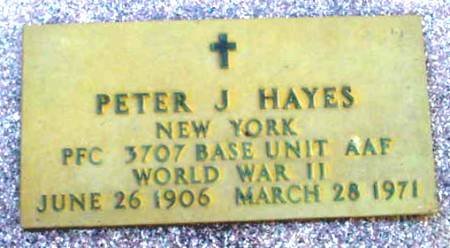 PETER J HAYES
NEW YORK
PFC 3707 BASE UNIT AAF
WORLD WAR II
JUNE 26 1906 MARCH 28 1971